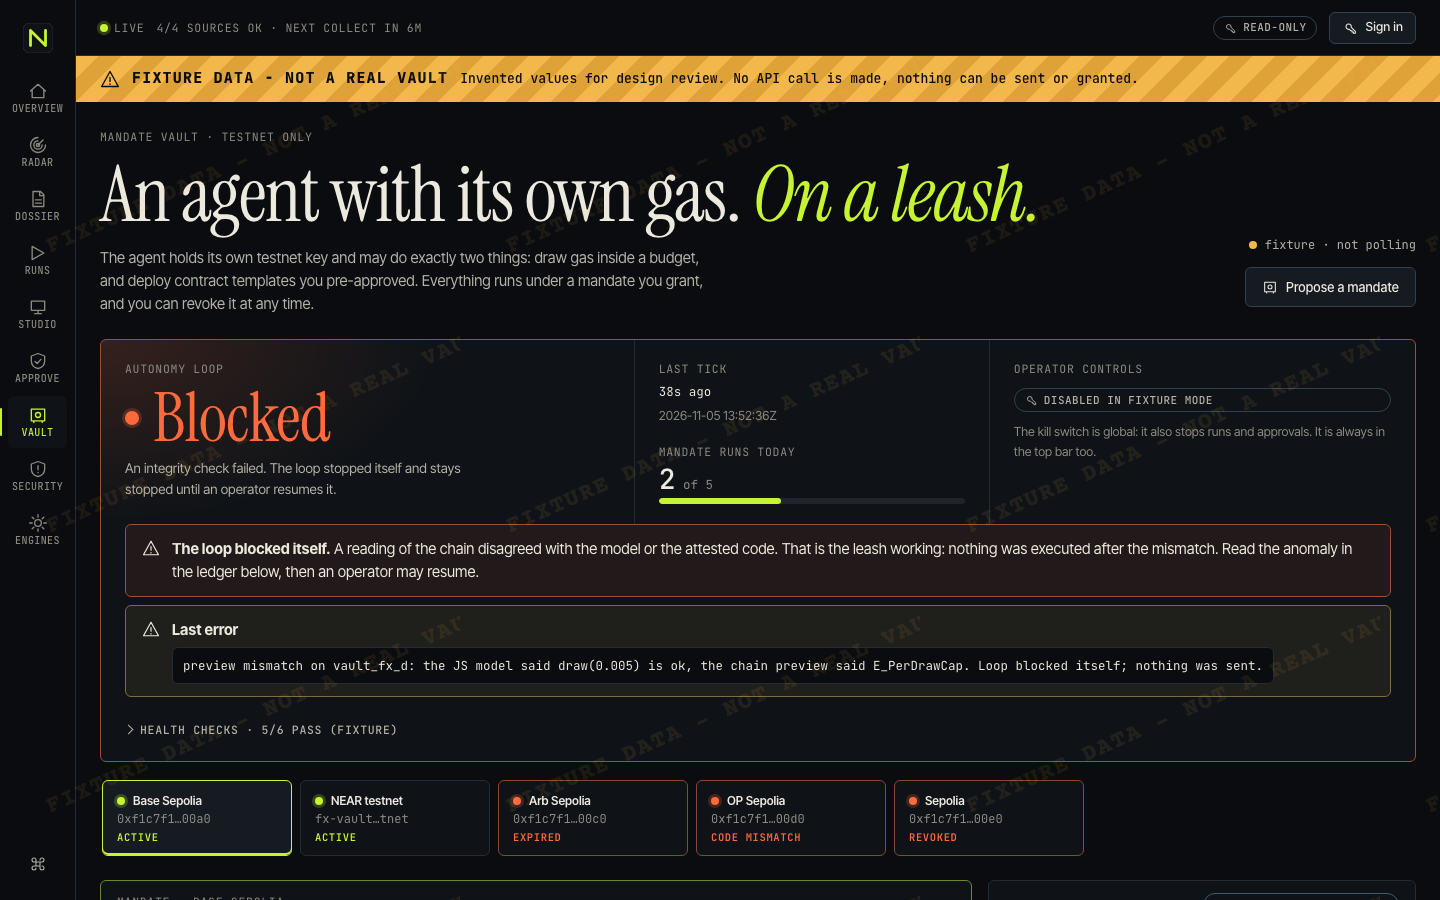 LIVE 4/4 SOURCES OK · NEXT COLLECT IN 6M
READ-ONLY
Sign in
FIXTURE DATA - NOT A REAL VAULT Invented values for design review. No API call is made, nothing can be sent or granted.
OVERVIEW
RADAR
DOSSIER
RUNS
STUDIO
APPROVE
VAULT
SECURITY
ENGINES
MANDATE VAULT · TESTNET ONLY
An agent with its own gas. On a leash.
The agent holds its own testnet key and may do exactly two things: draw gas inside a budget,
and deploy contract templates you pre-approved. Everything runs under a mandate you grant,
and you can revoke it at any time.
fixture · not polling
Propose a mandate
AUTONOMY LOOP
Blocked
An integrity check failed. The loop stopped itself and stays
stopped until an operator resumes it.
LAST TICK
38s ago
2026-11-05 13:52:36Z
MANDATE RUNS TODAY
2 of 5
OPERATOR CONTROLS
DISABLED IN FIXTURE MODE
The kill switch is global: it also stops runs and approvals. It is always in
the top bar too.
The loop blocked itself. A reading of the chain disagreed with the model or the attested code. That is the leash working: nothing was executed after the mismatch. Read the anomaly in
the ledger below, then an operator may resume.
Last error
preview mismatch on vault_fx_d: the JS model said draw(0.005) is ok, the chain preview said E_PerDrawCap. Loop blocked itself; nothing was sent.
HEALTH CHECKS · 5/6 PASS (FIXTURE)
Base Sepolia
0xf1c7f1…00a0
ACTIVE
NEAR testnet
fx-vault…tnet
ACTIVE
Arb Sepolia
0xf1c7f1…00c0
EXPIRED
OP Sepolia
0xf1c7f1…00d0
CODE MISMATCH
Sepolia
0xf1c7f1…00e0
REVOKED